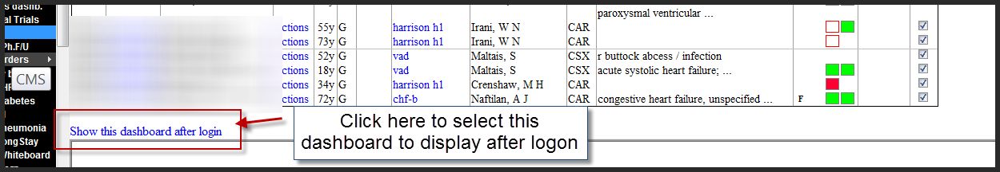 s dashb.
al Trials
Ph.F/U
rders
CMS
HF
abetes
neumonia
ongStay
Whiteboard
paroxysmal ventricular ...
ctions 55y G harrison h1 Irani, W N CAR
ctions 73y G harrison h1 Irani, W N CAR
ctions 52y G vad Maltais, S CSX r buttock abcess / infection
ctions 18y G vad Maltais, S CSX acute systolic heart failure; ...
ctions 34y G harrison h1 Crenshaw, M H CAR
ctions 72y G chf-b Naftilan, A J CAR congestive heart failure, unspecified ... F
Show this dashboard after login
Click here to select this
dashboard to display after logon